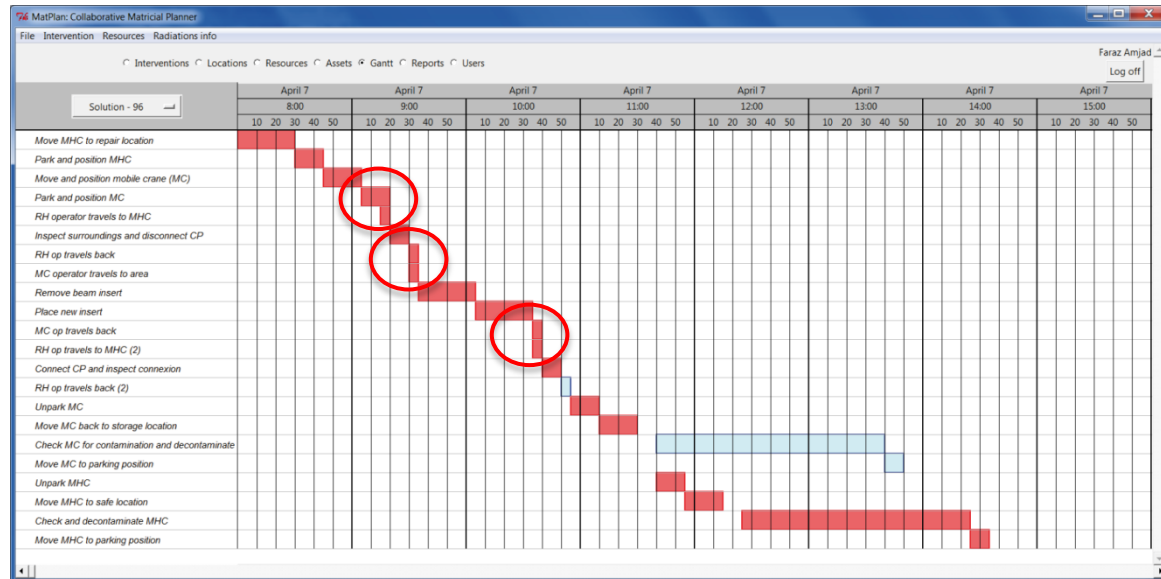 MatPlan: Collaborative Matricial Planner
File Intervention Resources Radiations info
Faraz Amjad
Interventions Locations Resources Assets Gantt Reports Users
Log off
Solution - 96
April 7 April 7 April 7 April 7 April 7 April 7 April 7 April 7
8:00 9:00 10:00 11:00 12:00 13:00 14:00 15:00
10 20 30 40 50 10 20 30 40 50 10 20 30 40 50 10 20 30 40 50 10 20 30 40 50 10 20 30 40 50 10 20 30 40 50 10 20 30 40 50
Move MHC to repair location
Park and position MHC
Move and position mobile crane (MC)
Park and position MC
RH operator travels to MHC
Inspect surroundings and disconnect CP
RH op travels back
MC operator travels to area
Remove beam insert
Place new insert
MC op travels back
RH op travels to MHC (2)
Connect CP and inspect connexion
RH op travels back (2)
Unpark MC
Move MC back to storage location
Check MC for contamination and decontaminate
Move MC to parking position
Unpark MHC
Move MHC to safe location
Check and decontaminate MHC
Move MHC to parking position